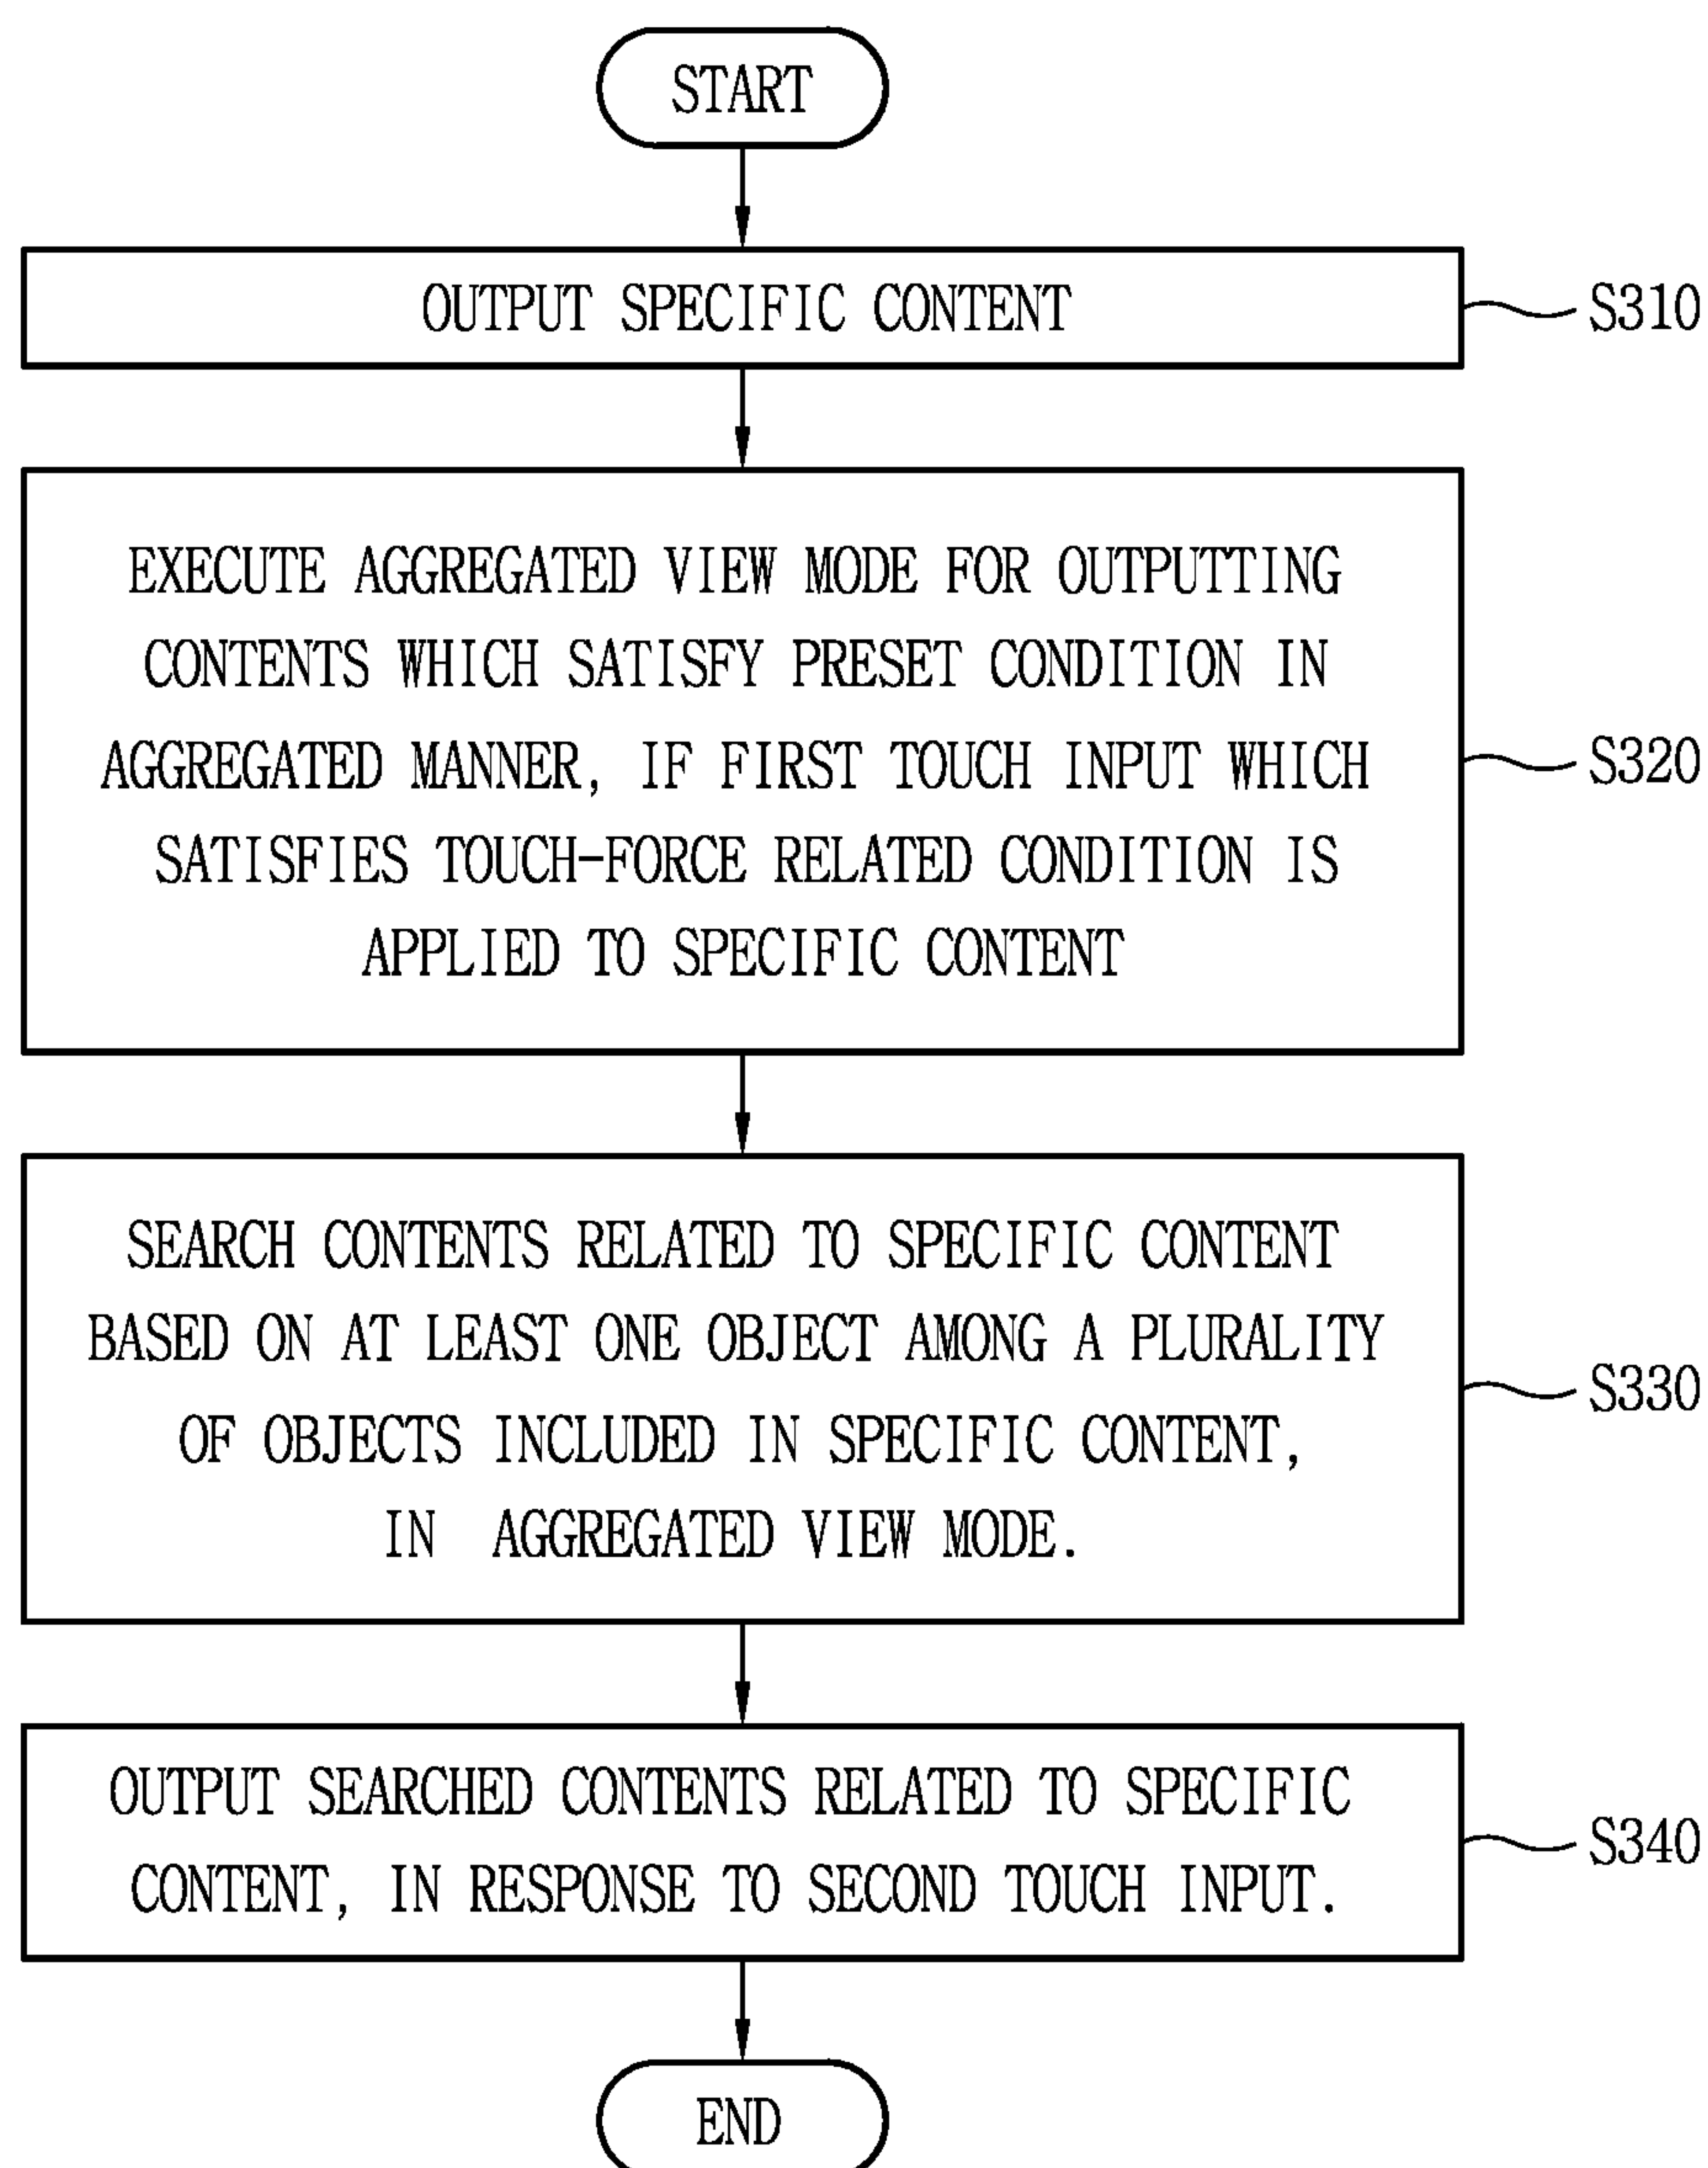 START
OUTPUT SPECIFIC CONTENT
S310
EXECUTE AGGREGATED VIEW MODE FOR OUTPUTTING
CONTENTS WHICH SATISFY PRESET CONDITION IN
AGGREGATED MANNER, IF FIRST TOUCH INPUT WHICH
SATISFIES TOUCH-FORCE RELATED CONDITION IS
APPLIED TO SPECIFIC CONTENT
S320
SEARCH CONTENTS RELATED TO SPECIFIC CONTENT
BASED ON AT LEAST ONE OBJECT AMONG A PLURALITY
OF OBJECTS INCLUDED IN SPECIFIC CONTENT,
IN AGGREGATED VIEW MODE.
S330
OUTPUT SEARCHED CONTENTS RELATED TO SPECIFIC
CONTENT, IN RESPONSE TO SECOND TOUCH INPUT.
S340
END